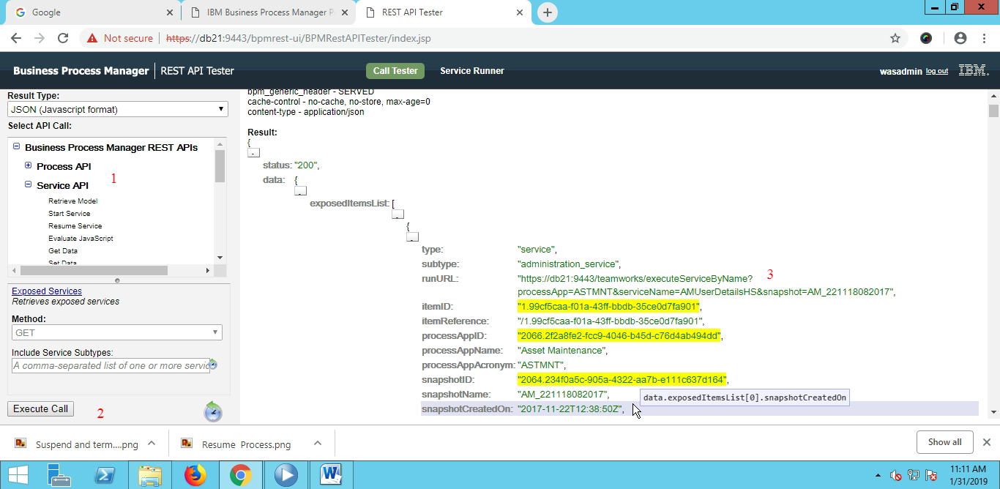 Google
IBM Business Process Manager P
REST API Tester
Not secure
https://db21:9443/bpmrest-ui/BPMRestAPITester/index.jsp
Business Process Manager
REST API Tester
Call Tester
Service Runner
wasadmin
log out
IBM.
Result Type:
JSON (Javascript format)
Select API Call:
Business Process Manager REST APIs
Process API
1
Service API
Retrieve Model
Start Service
Resume Service
Evaluate JavaScript
Get Data
Set Data
Exposed Services
Retrieves exposed services
Method:
GET
Include Service Subtypes:
A comma-separated list of one or more servic
Execute Call
2
bpm_generic_header - SERVED
cache-control - no-cache, no-store, max-age=0
content-type - application/json
Result:
{
-
status: "200",
data: {
-
exposedItemsList: [
-
{
-
type: "service",
subtype: "administration_service",
runURL: "https://db21:9443/teamworks/executeServiceByName?
3
processApp=ASTMNT&serviceName=AMUserDetailsHS&snapshot=AM_221118082017",
itemID: "1.99cf5caa-f01a-43ff-bbdb-35ce0d7fa901",
itemReference: "/1.99cf5caa-f01a-43ff-bbdb-35ce0d7fa901",
processAppID: "2066.2f2a8fe2-fcc9-4046-b45d-c76d4ab494dd",
processAppName: "Asset Maintenance",
processAppAcronym: "ASTMNT",
snapshotID: "2064.234f0a5c-905a-4322-aa7b-e111c637d164",
snapshotName: "AM_221118082017",
data.exposedItemsList[0].snapshotCreatedOn
snapshotCreatedOn: "2017-11-22T12:38:50Z",
Suspend and term....png
Resume Process.png
Show all
11:11 AM
1/31/2019